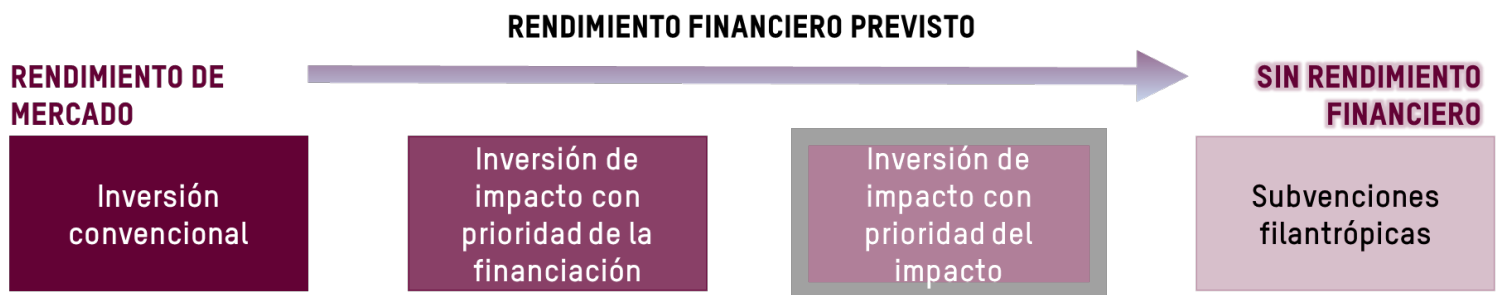 RENDIMIENTO FINANCIERO PREVISTO
RENDIMIENTO DE
MERCADO
SIN RENDIMIENTO
FINANCIERO
Inversión
convencional
Inversión de
impacto con
prioridad de la
financiación
Inversión de
impacto con
prioridad del
impacto
Subvenciones
filantrópicas